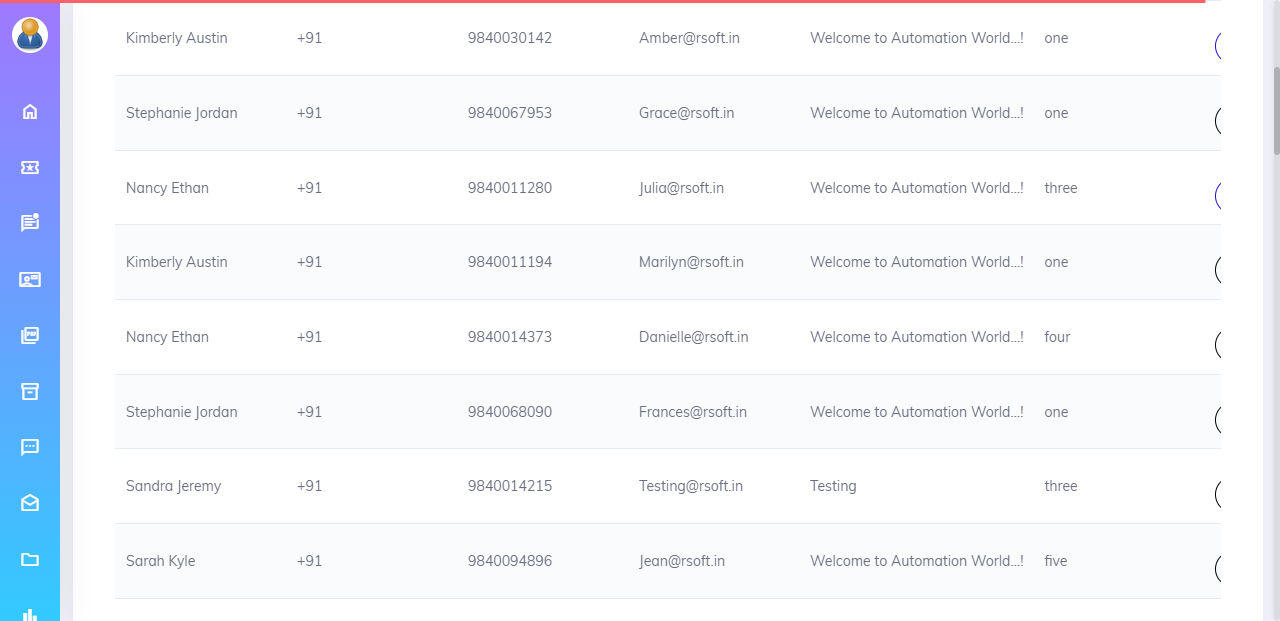 Kimberly Austin +91 9840030142 Amber@rsoft.in Welcome to Automation World...! one
Stephanie Jordan +91 9840067953 Grace@rsoft.in Welcome to Automation World...! one
Nancy Ethan +91 9840011280 Julia@rsoft.in Welcome to Automation World...! three
Kimberly Austin +91 9840011194 Marilyn@rsoft.in Welcome to Automation World...! one
Nancy Ethan +91 9840014373 Danielle@rsoft.in Welcome to Automation World...! four
Stephanie Jordan +91 9840068090 Frances@rsoft.in Welcome to Automation World...! one
Sandra Jeremy +91 9840014215 Testing@rsoft.in Testing three
Sarah Kyle +91 9840094896 Jean@rsoft.in Welcome to Automation World...! five